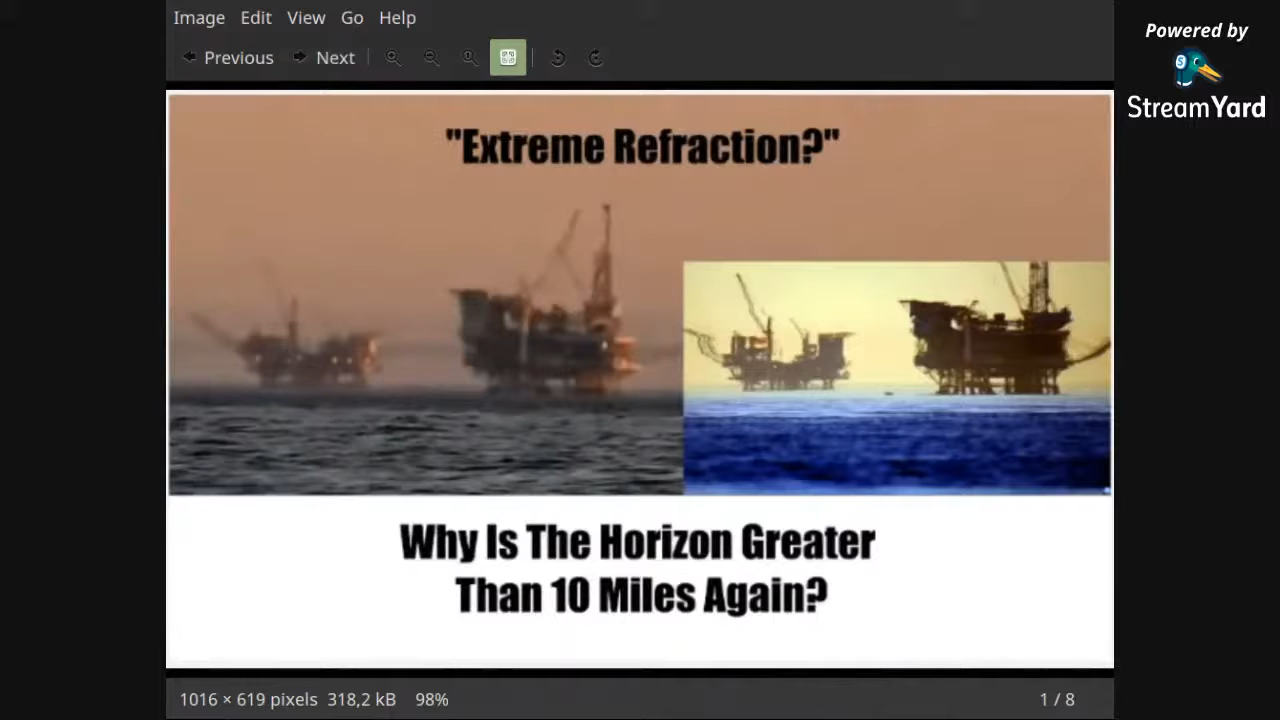 Image Edit View Go Help
Previous Next
Powered by
StreamYard
"Extreme Refraction?"
Why Is The Horizon Greater
Than 10 Miles Again?
1016 × 619 pixels 318,2 kB 98%
1 / 8